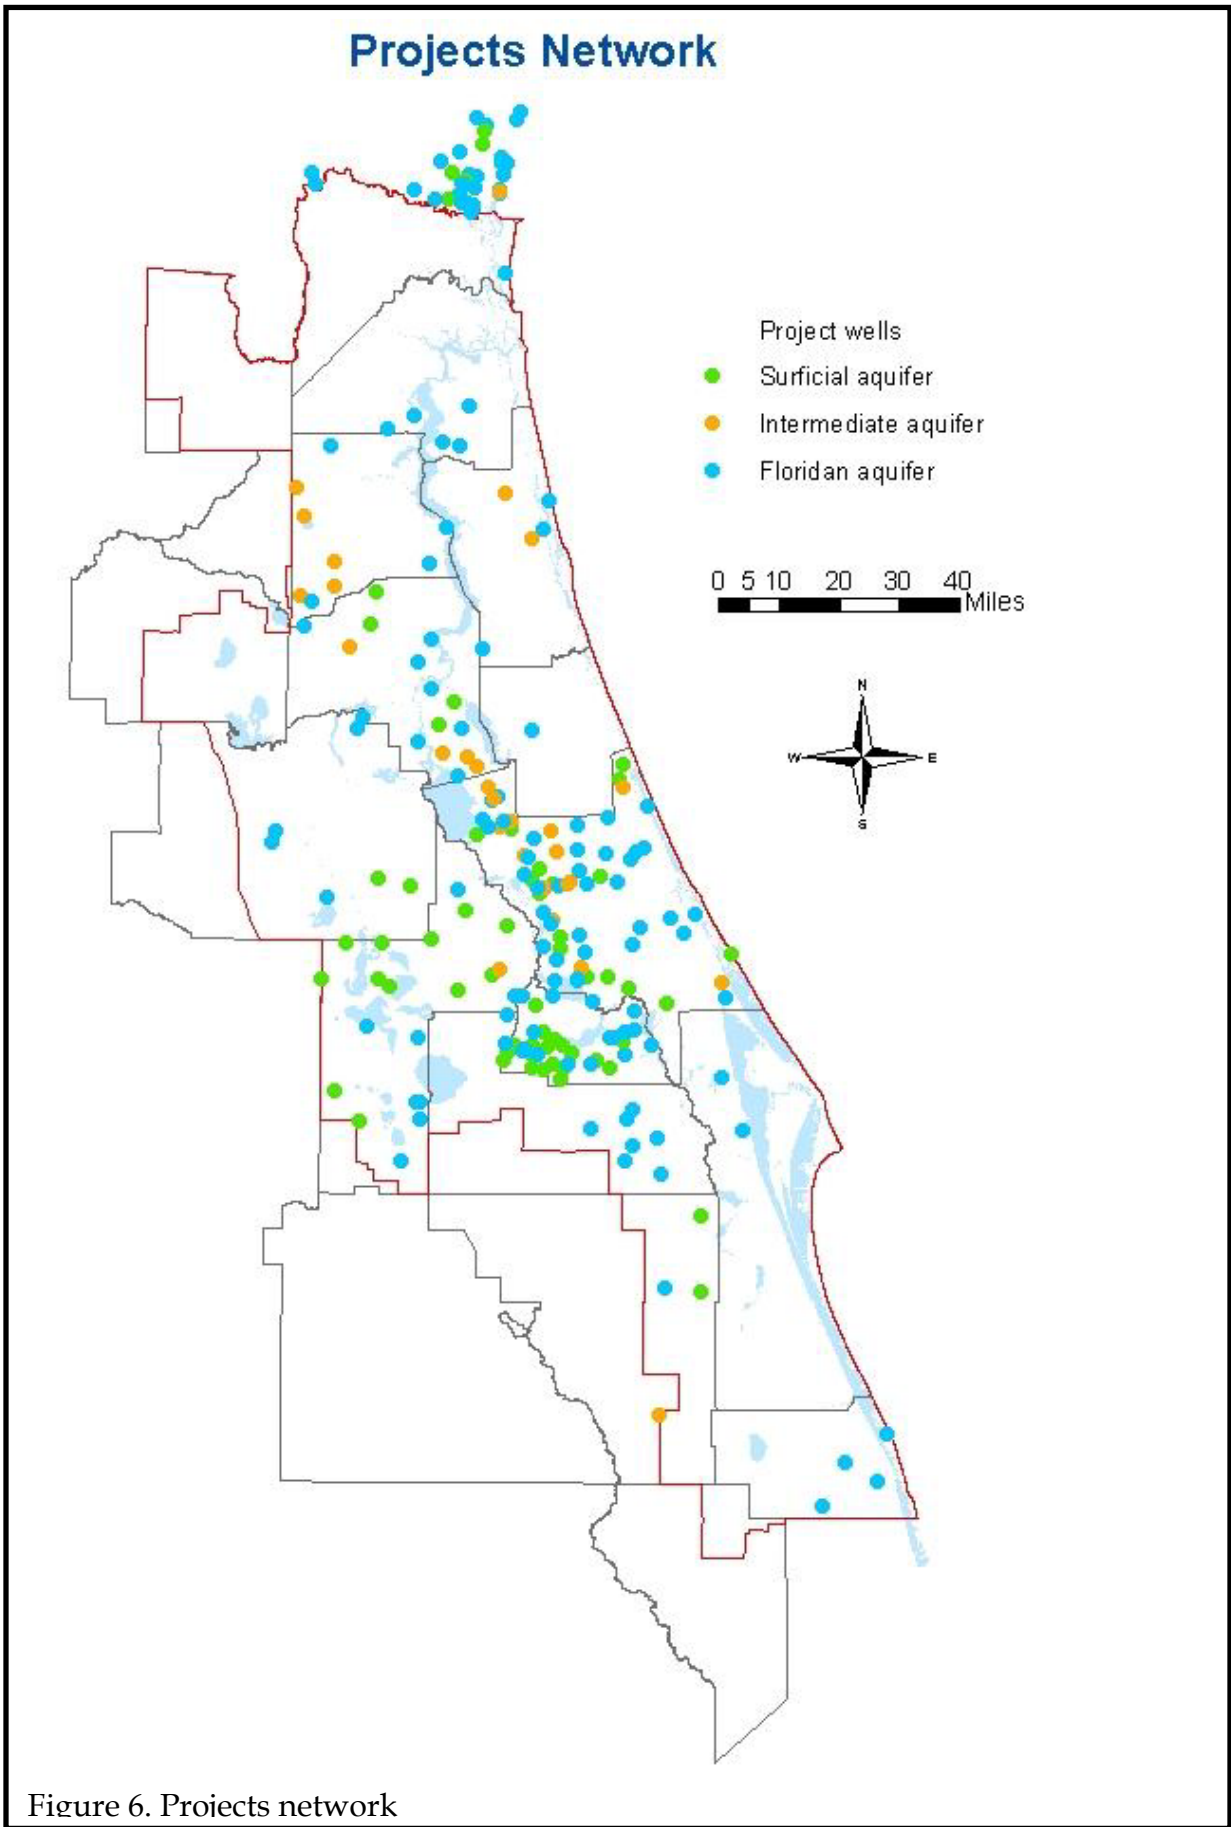 Projects Network
Project wells
Surficial aquifer
Intermediate aquifer
Floridan aquifer
0 5 10 20 30 40
Miles
N
W E
S
Figure 6. Projects network